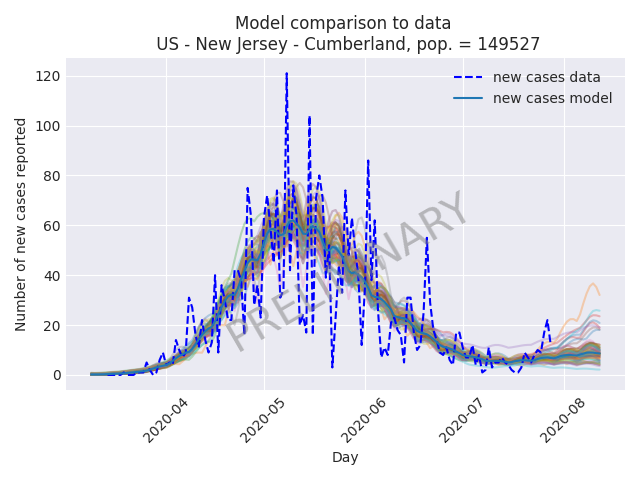 Model comparison to data
US - New Jersey - Cumberland, pop. = 149527
120
100
80
60
40
20
0
Number of new cases reported
new cases data
new cases model
PRELIMINARY
2020-04
2020-05
2020-06
2020-07
2020-08
Day